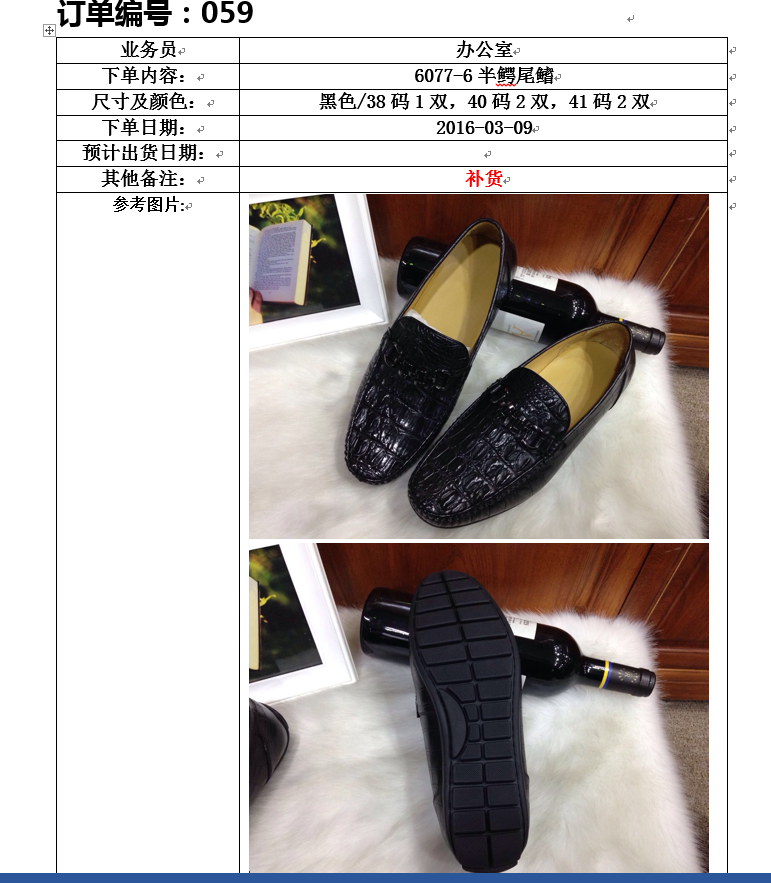 订单编号：059
业务员 办公室
下单内容： 6077-6 半鳄尾鳍
尺寸及颜色： 黑色/38 码 1 双，40 码 2 双，41 码 2 双
下单日期： 2016-03-09
预计出货日期：
其他备注： 补货
参考图片: